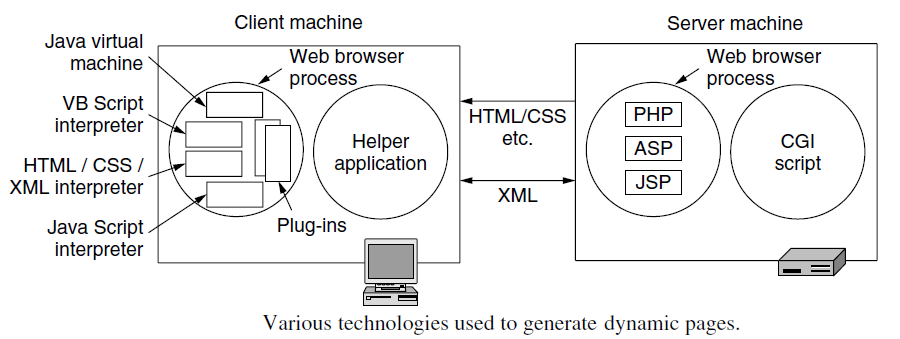 Client machine
Server machine
Java virtual
machine
Web browser
process
VB Script
interpreter
HTML / CSS /
XML interpreter
Java Script
interpreter
Plug-ins
Helper
application
HTML/CSS
etc.
XML
Web browser
process
PHP
ASP
JSP
CGI
script
Various technologies used to generate dynamic pages.